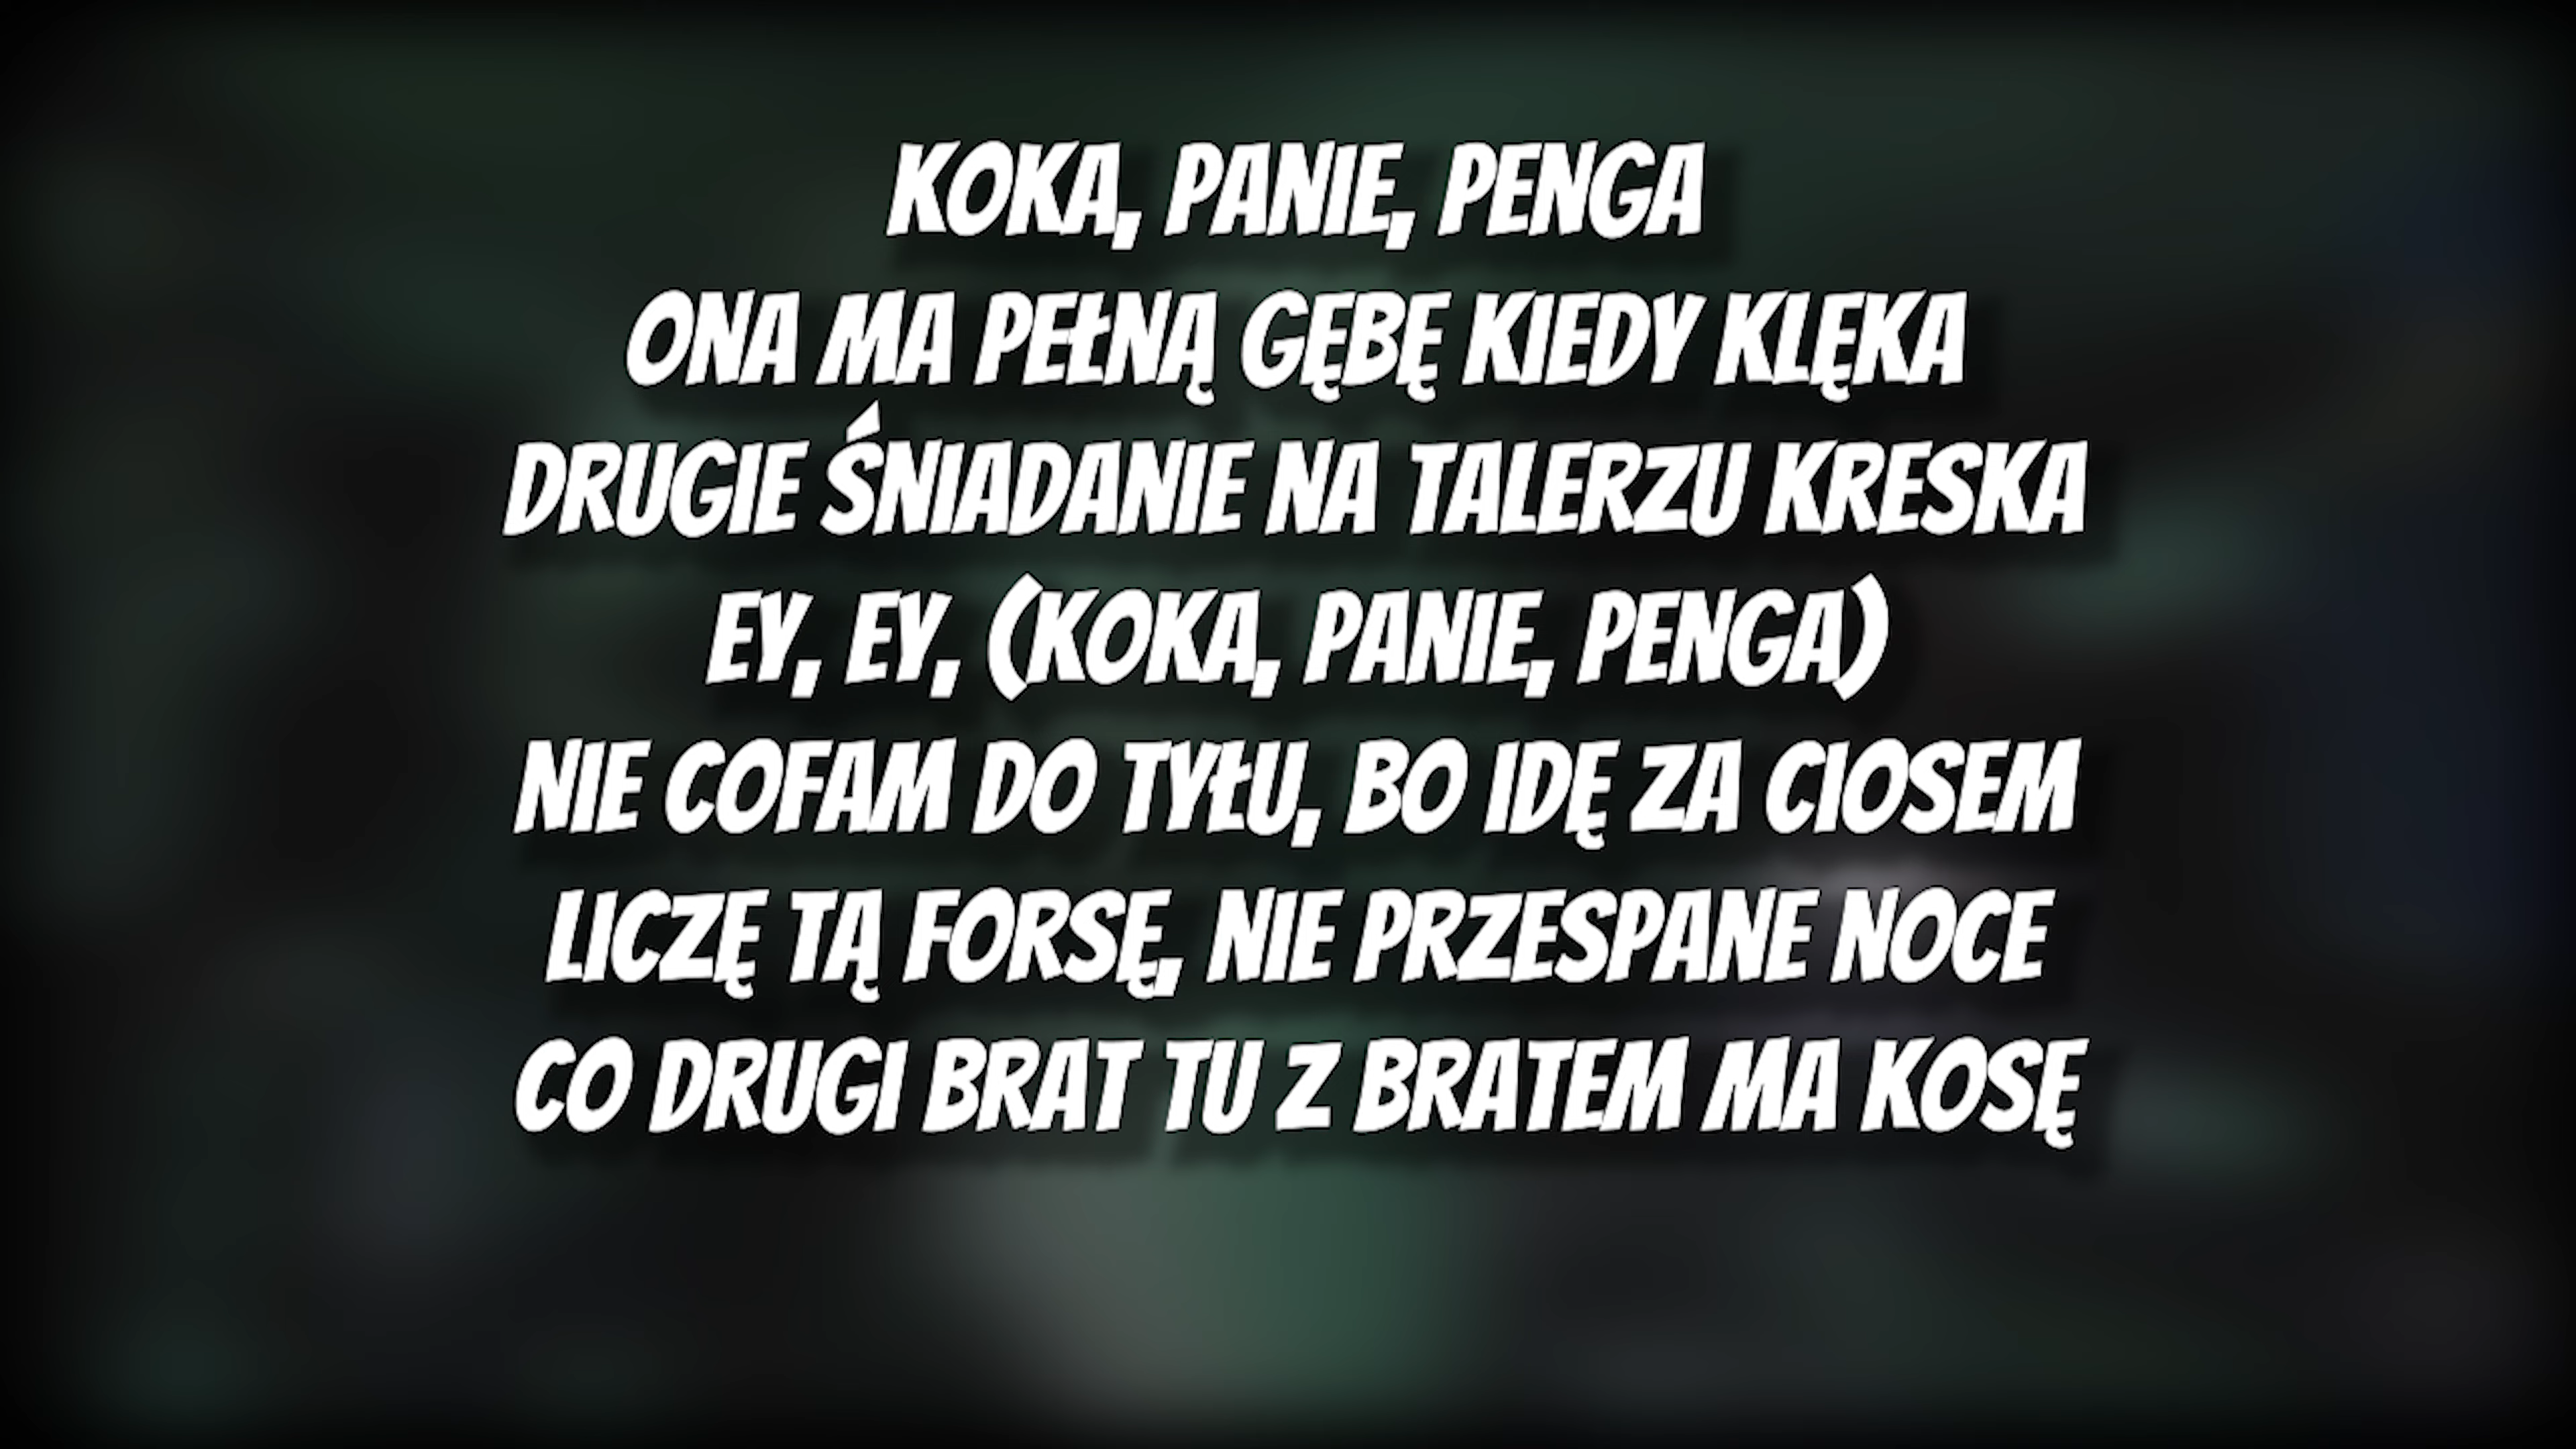 KOKA, PANIE, PENGA
ONA MA PEŁNĄ GĘBĘ KIEDY KLĘKA
DRUGIE ŚNIADANIE NA TALERZU KRESKA
EY, EY, (KOKA, PANIE, PENGA)
NIE COFAM DO TYŁU, BO IDĘ ZA CIOSEM
LICZĘ TĄ FORSĘ, NIE PRZESPANE NOCE
CO DRUGI BRAT TU Z BRATEM MA KOSĘ